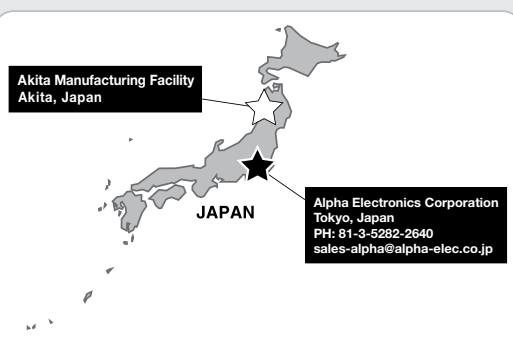 Akita Manufacturing Facility
Akita, Japan
JAPAN
Alpha Electronics Corporation
Tokyo, Japan
PH: 81-3-5282-2640
sales-alpha@alpha-elec.co.jp